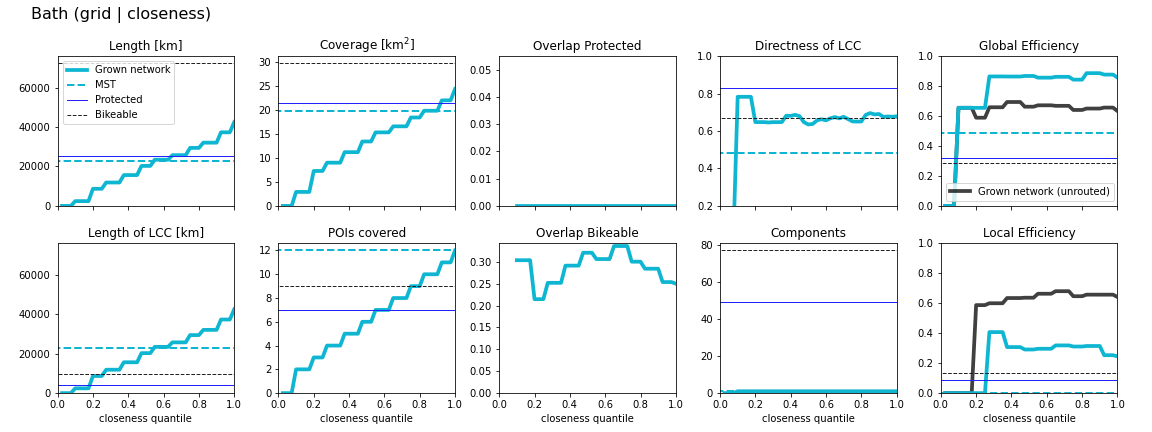 Bath (grid | closeness)
Length [km]
60000
40000
20000
0
Grown network
MST
Protected
Bikeable
Coverage [km²]
30
25
20
15
10
5
0
Overlap Protected
0.05
0.04
0.03
0.02
0.01
0.00
Directness of LCC
1.0
0.8
0.6
0.4
0.2
Global Efficiency
1.0
0.8
0.6
0.4
0.2
0.0
Grown network (unrouted)
Length of LCC [km]
60000
40000
20000
0
0.0 0.2 0.4 0.6 0.8 1.0
closeness quantile
POIs covered
12
10
8
6
4
2
0
0.0 0.2 0.4 0.6 0.8 1.0
closeness quantile
Overlap Bikeable
0.30
0.25
0.20
0.15
0.10
0.05
0.00
0.0 0.2 0.4 0.6 0.8 1.0
closeness quantile
Components
80
60
40
20
0
0.0 0.2 0.4 0.6 0.8 1.0
closeness quantile
Local Efficiency
1.0
0.8
0.6
0.4
0.2
0.0
0.0 0.2 0.4 0.6 0.8 1.0
closeness quantile